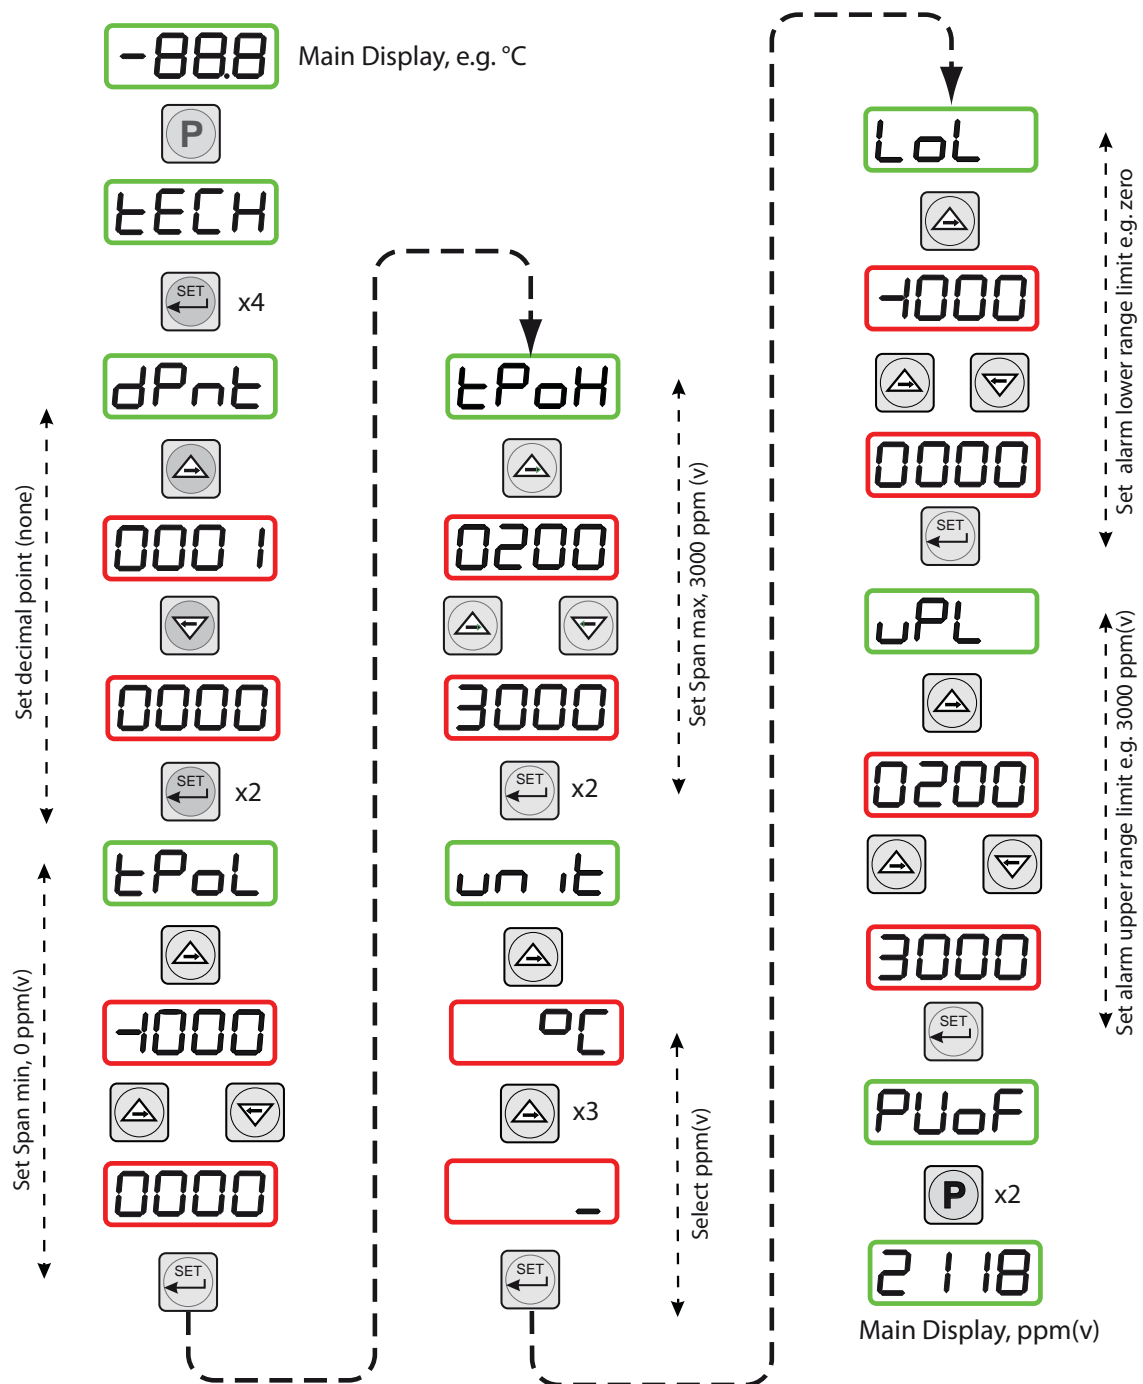 -88.8
Main Display, e.g. °C
P
tECH
SET
x4
dPnt
0001
0000
SET
x2
Set decimal point (none)
tPoL
-1000
0000
SET
Set Span min, 0 ppm(v)
tPoH
0200
3000
SET
x2
Set Span max, 3000 ppm (v)
unit
°C
x3
_
SET
Select ppm(v)
LoL
-1000
0000
SET
Set alarm lower range limit e.g. zero
uPL
0200
3000
SET
Set alarm upper range limit e.g. 3000 ppm(v)
PUoF
P
x2
2118
Main Display, ppm(v)